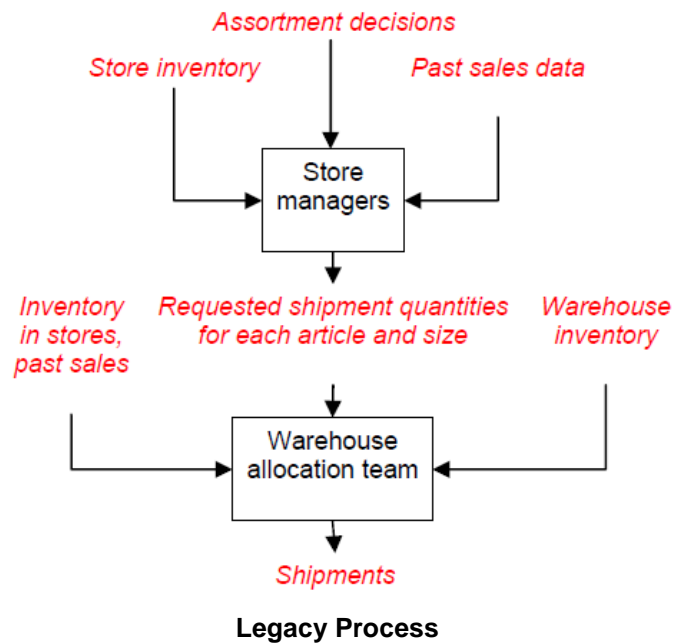 Assortment decisions
Store inventory
Past sales data
Store
managers
Inventory
in stores,
past sales
Requested shipment quantities
for each article and size
Warehouse
inventory
Warehouse
allocation team
Shipments
Legacy Process